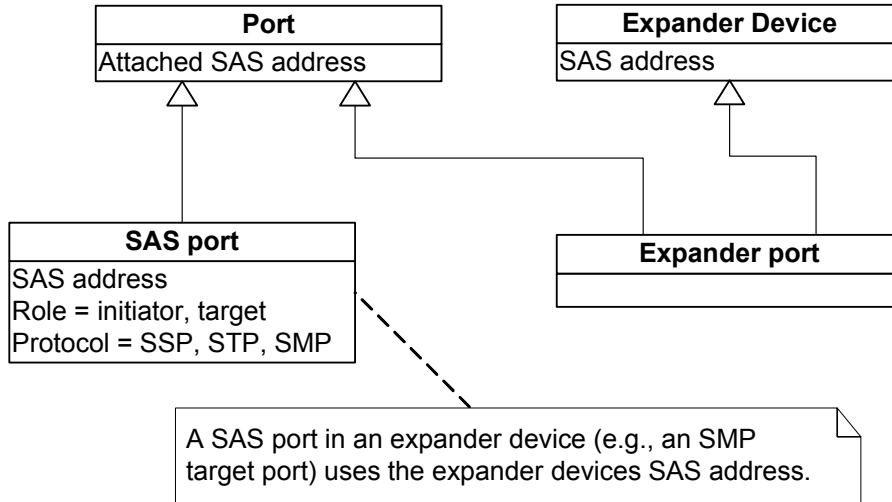 Port
Attached SAS address
Expander Device
SAS address
SAS port
SAS address
Role = initiator, target
Protocol = SSP, STP, SMP
Expander port
A SAS port in an expander device (e.g., an SMP
target port) uses the expander devices SAS address.